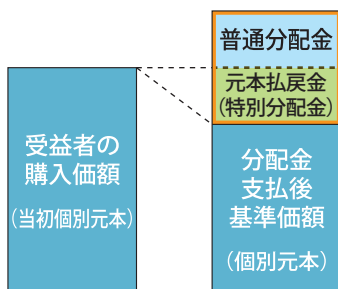 普通分配金
元本払戻金
(特別分配金)
受益者の
購入価額
(当初個別元本)
分配金
支払後
基準価額
(個別元本)